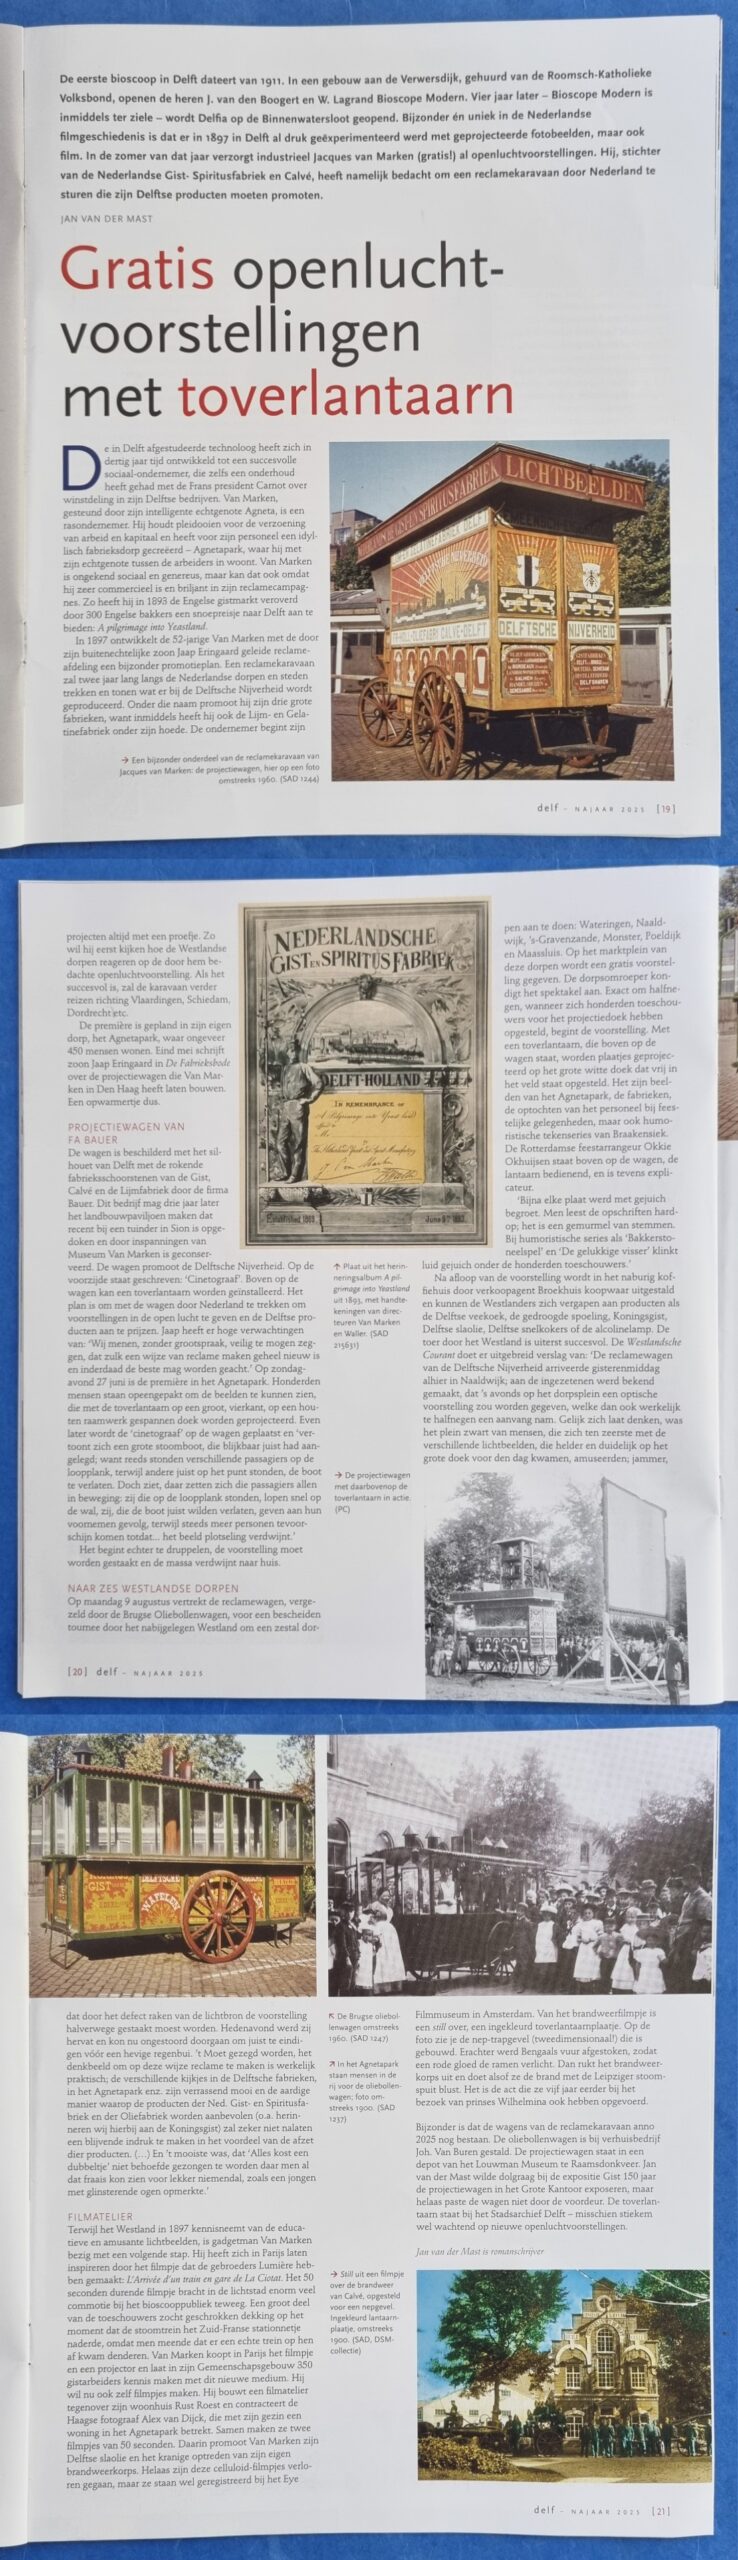 De eerste bioscoop in Delft dateert van 1911. In een gebouw aan de Verwersdijk, gehuurd van de Roomsch-Katholieke
Volksbond, openen de heren J. van den Boogert en W. Lagrand Bioscope Modern. Vier jaar later – Bioscope Modern is
inmiddels ter ziele – wordt Delfia op de Binnenwatersloot geopend. Bijzonder én uniek in de Nederlandse
filmgeschiedenis is dat er in 1897 in Delft al druk geëxperimenteerd werd met geprojecteerde fotobeelden, maar ook
film. In de zomer van dat jaar verzorgt industrieel Jacques van Marken (gratis!) al openluchtvoorstellingen. Hij, stichter
van de Nederlandse Gist- Spiritusfabriek en Calvé, heeft namelijk bedacht om een reclamekaravaan door Nederland te
sturen die zijn Delftse producten moeten promoten.
JAN VAN DER MAST
Gratis openlucht-
voorstellingen
met toverlantaarn
De in Delft afgestudeerde technoloog heeft zich in
dertig jaar tijd ontwikkeld tot een succesvolle
sociaal-ondernemer, die zelfs een onderhoud
heeft gehad met de Frans president Carnot over
winstdeling in zijn Delftse bedrijven. Van Marken,
gesteund door zijn intelligente echtgenote Agneta, is een
rasondernemer. Hij houdt pleidooien voor de verzoening
van arbeid en kapitaal en heeft voor zijn personeel een idyl-
lisch fabrieksdorp gecreëerd – Agnetapark, waar hij met
zijn echtgenote tussen de arbeiders in woont. Van Marken
is ongekend sociaal en genereus, maar kan dat ook omdat
hij zeer commercieel is en briljant in zijn reclamecampag-
nes. Zo heeft hij in 1893 de Engelse gistmarkt veroverd
door 300 Engelse bakkers een snoepreisje naar Delft aan te
bieden: A pilgrimage into Yeastland.
In 1897 ontwikkelt de 52-jarige Van Marken met de door
zijn buitenechtelijke zoon Jaap Eringaard geleide reclame-
afdeling een bijzonder promotieplan. Een reclamekaravaan
zal twee jaar lang langs de Nederlandse dorpen en steden
trekken en tonen wat er bij de Delftsche Nijverheid wordt
geproduceerd. Onder die naam promoot hij zijn drie grote
fabrieken, want inmiddels heeft hij ook de Lijm- en Gela-
tinefabriek onder zijn hoede. De ondernemer begint zijn
→ Een bijzonder onderdeel van de reclamekaravaan van
Jacques van Marken: de projectiewagen, hier op een foto
omstreeks 1960. (SAD 1244)
LICHTBEELDEN
DELFTSCHE NIJVERHEID
CALVÉ-DELFT
DELFTSCHE NIJVERHEID
delf – NAJAAR 2025 [19]
projecten altijd met een proefje. Zo
wil hij eerst kijken hoe de Westlandse
dorpen reageren op de door hem be-
dachte openluchtvoorstelling. Als het
succesvol is, zal de karavaan verder
reizen richting Vlaardingen, Schiedam,
Dordrecht etc.
De première is gepland in zijn eigen
dorp, het Agnetapark, waar ongeveer
450 mensen wonen. Eind mei schrijft
zoon Jaap Eringaard in De Fabrieksbode
over de projectiewagen die Van Mar-
ken in Den Haag heeft laten bouwen.
Een opwarmertje dus.
PROJECTIEWAGEN VAN
FA BAUER
De wagen is beschilderd met het sil-
houet van Delft met de rokende
fabrieksschoorstenen van de Gist,
Calvé en de Lijmfabriek door de firma
Bauer. Dit bedrijf mag drie jaar later
het landbouwpaviljoen maken dat
recent bij een tuinder in Sion is opge-
doken en door inspanningen van
Museum Van Marken is geconser-
veerd. De wagen promoot de Delftsche Nijverheid. Op de
voorzijde staat geschreven: ‘Cinetograf’. Boven op de
wagen kan een toverlantaarn worden geïnstalleerd. Het
plan is om met de wagen door Nederland te trekken om
voorstellingen in de open lucht te geven en de Delftse pro-
ducten aan te prijzen. Jaap heeft er hoge verwachtingen
van: ‘Wij menen, zonder grootspraak, veilig te mogen zeg-
gen, dat zulk een wijze van reclame maken geheel nieuw is
en inderdaad de beste mag worden geacht.’ Op zondag-
avond 27 juni is de première in het Agnetapark. Honderden
mensen staan opeengepakt om de beelden te kunnen zien,
die met de toverlantaarn op een groot, vierkant, op een hou-
ten raamwerk gespannen doek worden geprojecteerd. Even
later wordt de ‘cinetograf’ op de wagen geplaatst en ‘ver-
toont zich een grote stoomboot, die blijkbaar juist had aan-
gelegd; want reeds stonden verschillende passagiers op de
loopplank, terwijl andere juist op het punt stonden, de boot
te verlaten. Doch ziet, daar zetten zich die passagiers allen
in beweging: zij die op de loopplank stonden, lopen snel op
de wal, zij, die de boot juist wilden verlaten, geven aan hun
voornemen gevolg, terwijl steeds meer personen tevoor-
schijn komen totdat... het beeld plotseling verdwijnt.’
Het begint echter te druppelen, de voorstelling moet
worden gestaakt en de massa verdwijnt naar huis.
NAAR ZES WESTLANDSE DORPEN
Op maandag 9 augustus vertrekt de reclamewagen, verge-
zeld door de Brugse Oliebollenwagen, voor een bescheiden
tournee door het nabijgelegen Westland om een zestal dor-
[20] delf – NAJAAR 2025
NEDERLANDSCHE
GIST EN SPIRITUS FABRIEK
DELFT-HOLLAND
IN REMEMBRANCE OF
A Pilgrimage into Yeast land
Established 1869
↑ Plaat uit het herin-
neringsalbum A pil-
grimage into Yeastland
uit 1893, met handte-
keningen van direc-
teuren Van Marken
en Waller. (SAD
215631)
→ De projectiewagen
met daarbovenop de
toverlantaarn in actie.
(PC)
pen aan te doen: Wateringen, Naald-
wijk, ’s-Gravenzande, Monster, Poeldijk
en Maassluis. Op het marktplein van
deze dorpen wordt een gratis voorstel-
ling gegeven. De dorpsomroeper kon-
digt het spektakel aan. Exact om halfne-
gen, wanneer zich honderden toeschou-
wers voor het projectiedoek hebben
opgesteld, begint de voorstelling. Met
een toverlantaarn, die boven op de
wagen staat, worden plaatjes geprojec-
teerd op het grote witte doek dat vrij in
het veld staat opgesteld. Het zijn beel-
den van het Agnetapark, de fabrieken,
de optochten van het personeel bij fees-
telijke gelegenheden, maar ook humo-
ristische tekenseries van Braakensiek.
De Rotterdamse feestarrangeur Okkie
Okhuijsen staat boven op de wagen, de
lantaarn bedienend, en is tevens expli-
cateur.
‘Bijna elke plaat werd met gejuich
begroet. Men leest de opschriften hard-
op; het is een gemurmel van stemmen.
Bij humoristische series als ‘Bakkersto-
neelspel’ en ‘De gelukkige visser’ klinkt
luid gejuich onder de honderden toeschouwers.’
Na afloop van de voorstelling wordt in het naburig kof-
fiehuis door verkoopagent Broekhuis koopwaar uitgestald
en kunnen de Westlanders zich vergapen aan producten als
de Delftse veekoek, de gedroogde spoeling, Koningsgist,
Delftse slaolie, Delftse snelkokers of de alcolinelamp. De
toer door het Westland is uiterst succesvol. De Westlandsche
Courant doet er uitgebreid verslag van: ‘De reclamewagen
van de Delftsche Nijverheid arriveerde gisterenmiddag
alhier in Naaldwijk; aan de ingezetenen werd bekend
gemaakt, dat ’s avonds op het dorpsplein een optische
voorstelling zou worden gegeven, welke dan ook werkelijk
te halfnegen een aanvang nam. Gelijk zich laat denken, was
het plein zwart van mensen, die zich ten zeerste met de
verschillende lichtbeelden, die helder en duidelijk op het
grote doek voor den dag kwamen, amuseerden; jammer,
DELFTSCHE
WAFELEN
dat door het defect raken van de lichtbron de voorstelling
halverwege gestaakt moest worden. Hedenavond werd zij
hervat en kon nu ongestoord doorgaan om juist te eindi-
gen vóór een hevige regenbui. ’t Moet gezegd worden, het
denkbeeld om op deze wijze reclame te maken is werkelijk
praktisch; de verschillende kijkjes in de Delftsche fabrieken,
in het Agnetapark enz. zijn verrassend mooi en de aardige
manier waarop de producten der Ned. Gist- en Spiritusfa-
briek en der Oliefabriek worden aanbevolen (o.a. herin-
neren wij hierbij aan de Koningsgist) zal zeker niet nalaten
een blijvende indruk te maken in het voordeel van de afzet
dier producten. (…) En ’t mooiste was, dat ‘Alles kost een
dubbeltje’ niet behoefde gezongen te worden daar men al
dat fraais kon zien voor lekker niemendal, zoals een jongen
met glinsterende ogen opmerkte.’
FILMATELIER
Terwijl het Westland in 1897 kennisneemt van de educa-
tieve en amusante lichtbeelden, is gadgetman Van Marken
bezig met een volgende stap. Hij heeft zich in Parijs laten
inspireren door het filmpje dat de gebroeders Lumière heb-
ben gemaakt: L’Arrivée d’un train en gare de La Ciotat. Het 50
seconden durende filmpje bracht in de lichtstad enorm veel
commotie bij het bioscooppubliek teweeg. Een groot deel
van de toeschouwers zocht geschrokken dekking op het
moment dat de stoomtrein het Zuid-Franse stationnetje
naderde, omdat men meende dat er een echte trein op hen
af kwam denderen. Van Marken koopt in Parijs het filmpje
en een projector en laat in zijn Gemeenschapsgebouw 350
gistarbeiders kennis maken met dit nieuwe medium. Hij
wil nu ook zelf filmpjes maken. Hij bouwt een filmatelier
tegenover zijn woonhuis Rust Roest en contracteert de
Haagse fotograaf Alex van Dijck, die met zijn gezin een
woning in het Agnetapark betrekt. Samen maken ze twee
filmpjes van 50 seconden. Daarin promoot Van Marken zijn
Delftse slaolie en het kranige optreden van zijn eigen
brandweerkorps. Helaas zijn deze celluloid-filmpjes verlo-
ren gegaan, maar ze staan wel geregistreerd bij het Eye
↖ De Brugse oliebol-
lenwagen omstreeks
1960. (SAD 1247)
↗ In het Agnetapark
staan mensen in de
rij voor de oliebollen-
wagen; foto om-
streeks 1900. (SAD
1237)
→ Still uit een filmpje
over de brandweer
van Calvé, opgesteld
voor een nepgevel.
Ingekleurd lantaarn-
plaatje, omstreeks
1900. (SAD, DSM-
collectie)
Filmmuseum in Amsterdam. Van het brandweerfilmpje is
een still over, een ingekleurd toverlantaarnplaatje. Op de
foto zie je de nep-trapgevel (tweedimensionaal!) die is
gebouwd. Erachter werd Bengaals vuur afgestoken, zodat
een rode gloed de ramen verlicht. Dan rukt het brandweer-
korps uit en doet alsof ze de brand met de Leipziger stoom-
spuit blust. Het is de act die ze vijf jaar eerder bij het
bezoek van prinses Wilhelmina ook hebben opgevoerd.
Bijzonder is dat de wagens van de reclamekaravaan anno
2025 nog bestaan. De oliebollenwagen is bij verhuisbedrijf
Joh. Van Buren gestald. De projectiewagen staat in een
depot van het Louwman Museum te Raamsdonkveer. Jan
van der Mast wilde dolgraag bij de expositie Gist 150 jaar
de projectiewagen in het Grote Kantoor exposeren, maar
helaas paste de wagen niet door de voordeur. De toverlan-
taarn staat bij het Stadsarchief Delft – misschien stiekem
wel wachtend op nieuwe openluchtvoorstellingen.
Jan van der Mast is romanschrijver
delf – NAJAAR 2025 [21]